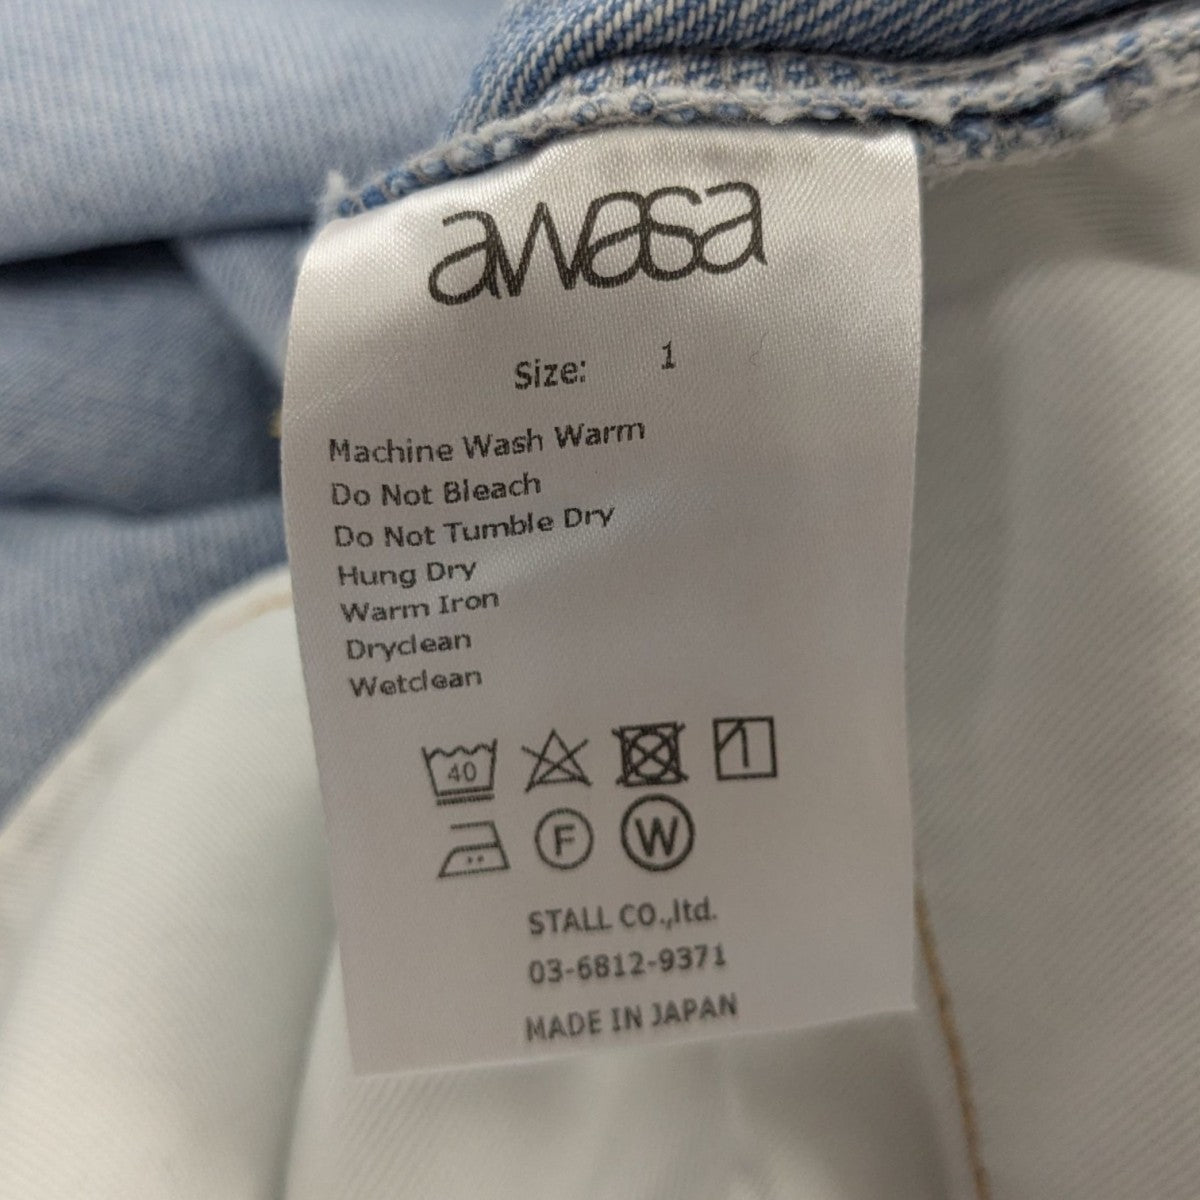 awasa
Size: 1
Machine Wash Warm
Do Not Bleach
Do Not Tumble Dry
Hung Dry
Warm Iron
Dryclean
Wetclean
40
F W
STALL CO.,ltd.
03-6812-9371
MADE IN JAPAN